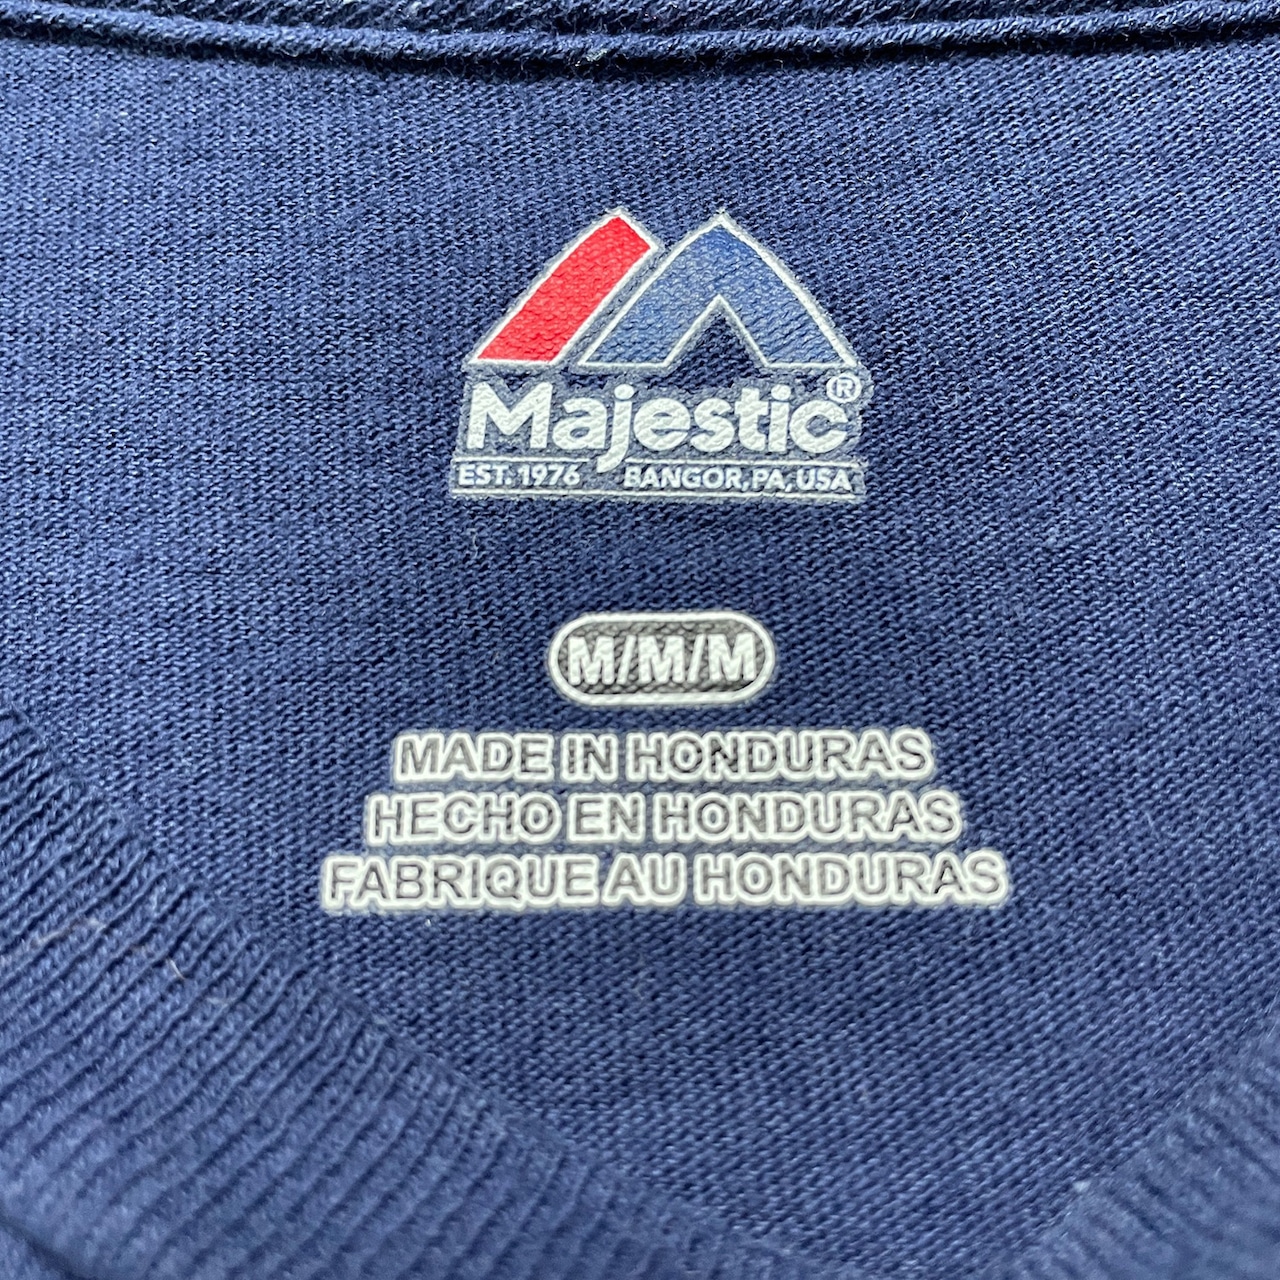 Majestic®
EST. 1976 BANGOR, PA, USA
M/M/M
MADE IN HONDURAS
HECHO EN HONDURAS
FABRIQUE AU HONDURAS